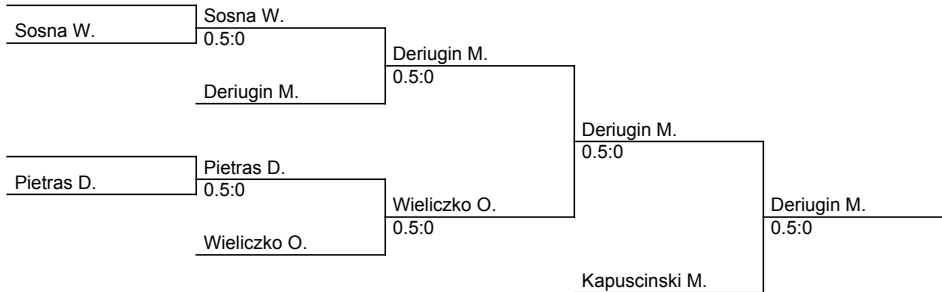 Sosna W.
Sosna W.
0.5:0
Deriugin M.
0.5:0
Deriugin M.
Deriugin M.
0.5:0
Pietras D.
Pietras D.
0.5:0
Wieliczko O.
0.5:0
Deriugin M.
0.5:0
Wieliczko O.
Kapuscinski M.